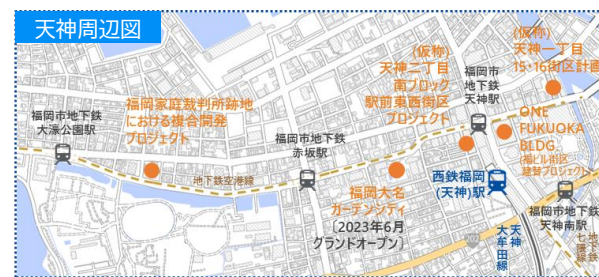 天神周辺図
(仮称)
天神一丁目
15・16街区計画
(仮称)
天神二丁目
南ブロック
駅前東西街区
プロジェクト
福岡市
地下鉄
天神駅
福岡家庭裁判所跡地
における複合開発
プロジェクト
福岡市地下鉄
大濠公園駅
福岡市地下鉄
赤坂駅
ONE
FUKUOKA
BLDG.
(福ビル街区
建替プロジェクト)
地下鉄空港線
西鉄福岡
(天神)駅
福岡大名
ガーデンシティ
〔2023年6月
グランドオープン〕
福岡市地下鉄
天神南駅
天神
大牟田線
地下鉄
七隈線